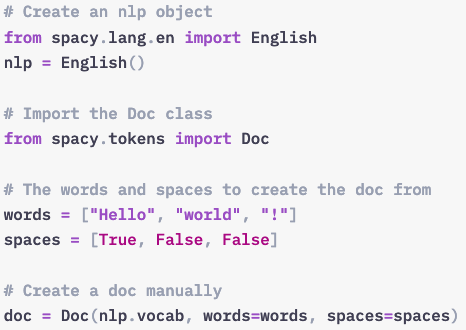 # Create an nlp object
from spacy.lang.en import English
nlp = English()

# Import the Doc class
from spacy.tokens import Doc

# The words and spaces to create the doc from
words = ["Hello", "world", "!"]
spaces = [True, False, False]

# Create a doc manually
doc = Doc(nlp.vocab, words=words, spaces=spaces)